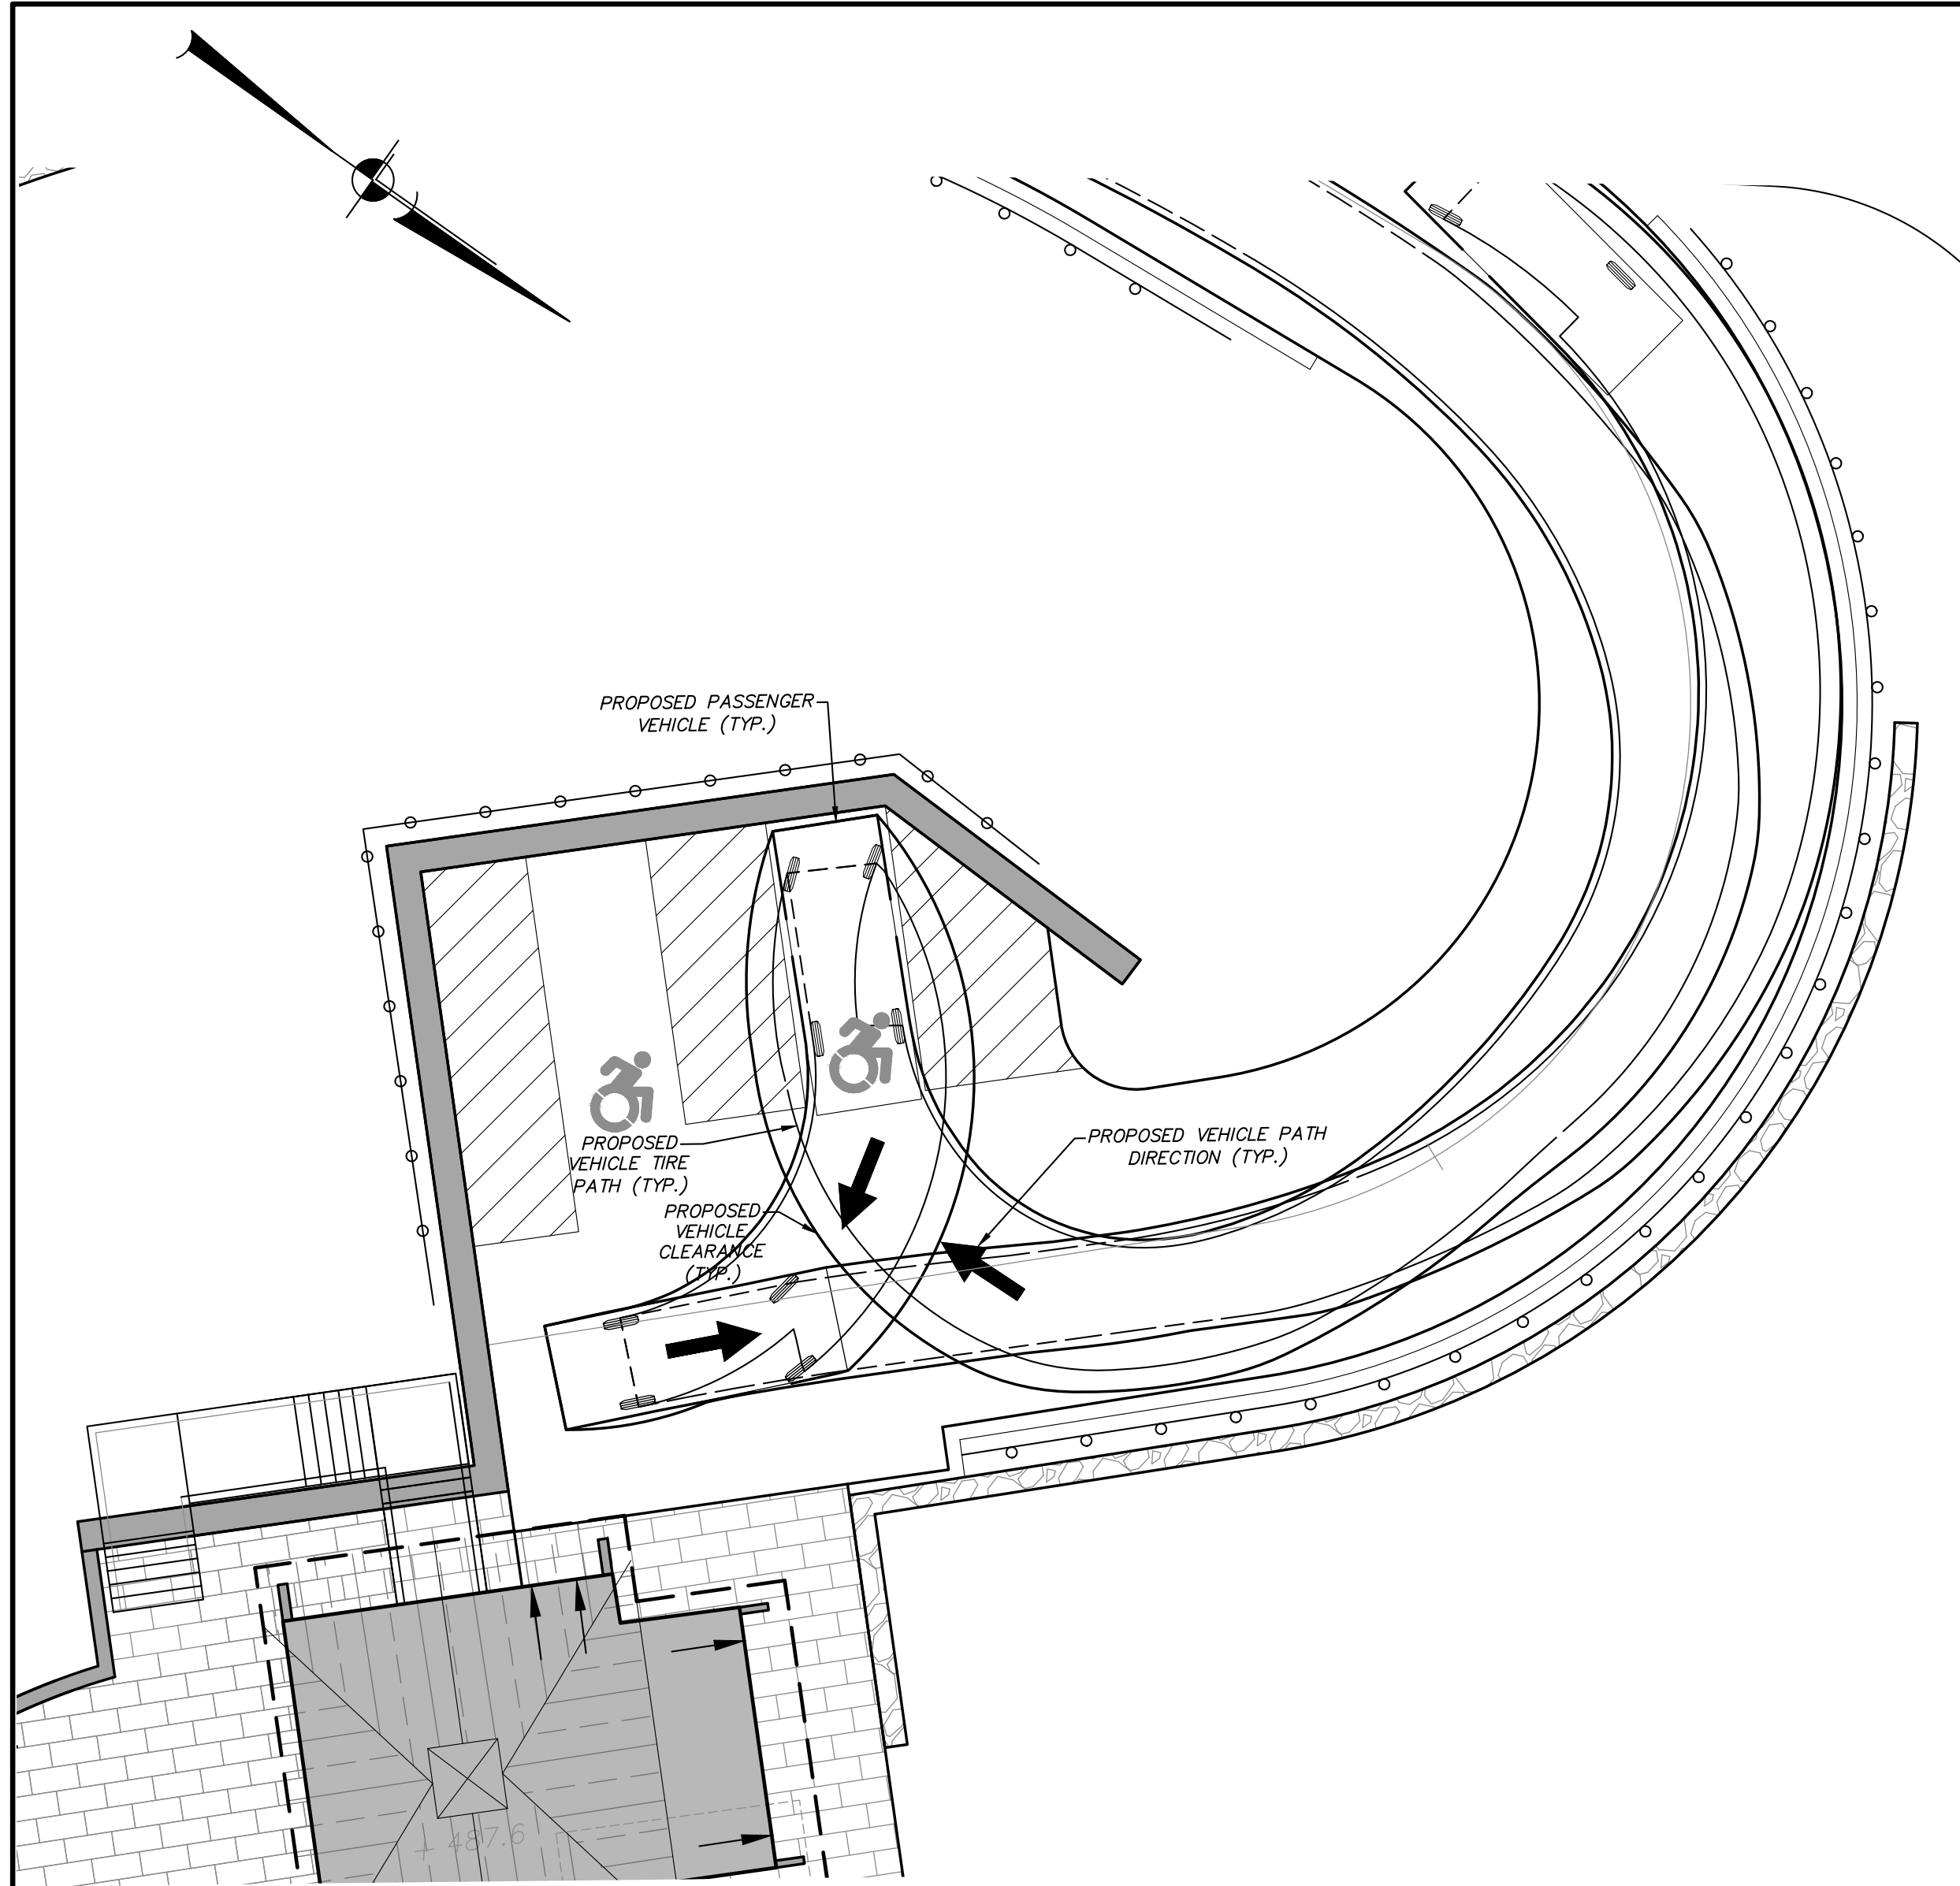 PROPOSED PASSENGER
VEHICLE (TYP.)
PROPOSED
VEHICLE TIRE
PATH (TYP.)
PROPOSED VEHICLE PATH
DIRECTION (TYP.)
PROPOSED
VEHICLE
CLEARANCE
(TYP.)
487.6